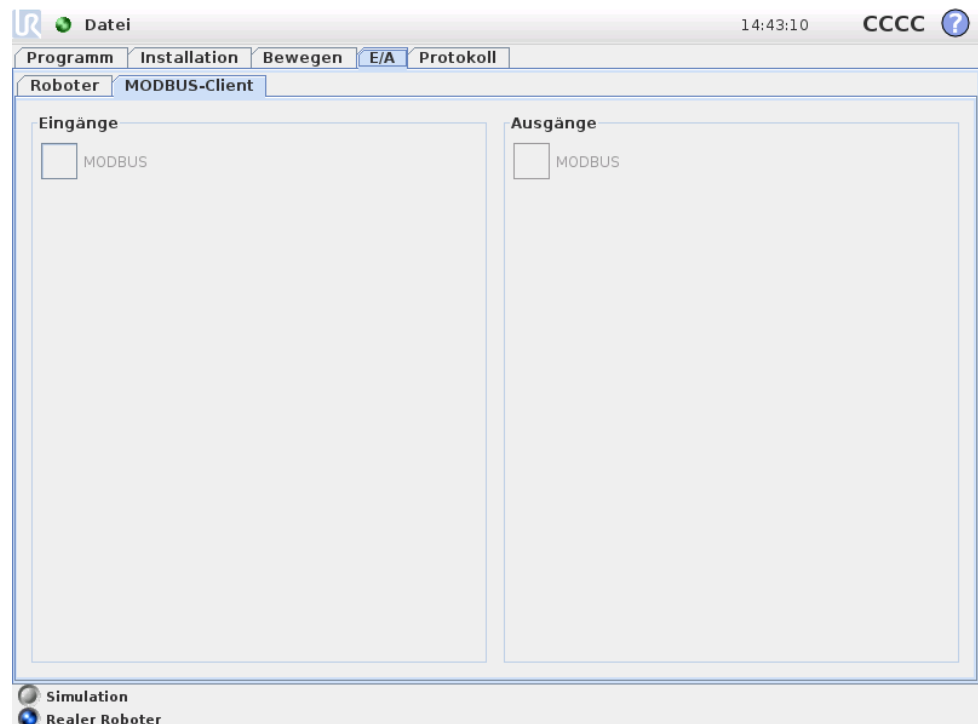 UR Datei 14:43:10 CCCC ?
Programm Installation Bewegen E/A Protokoll
Roboter MODBUS-Client
Eingänge Ausgänge
MODBUS MODBUS
Simulation
Realer Roboter